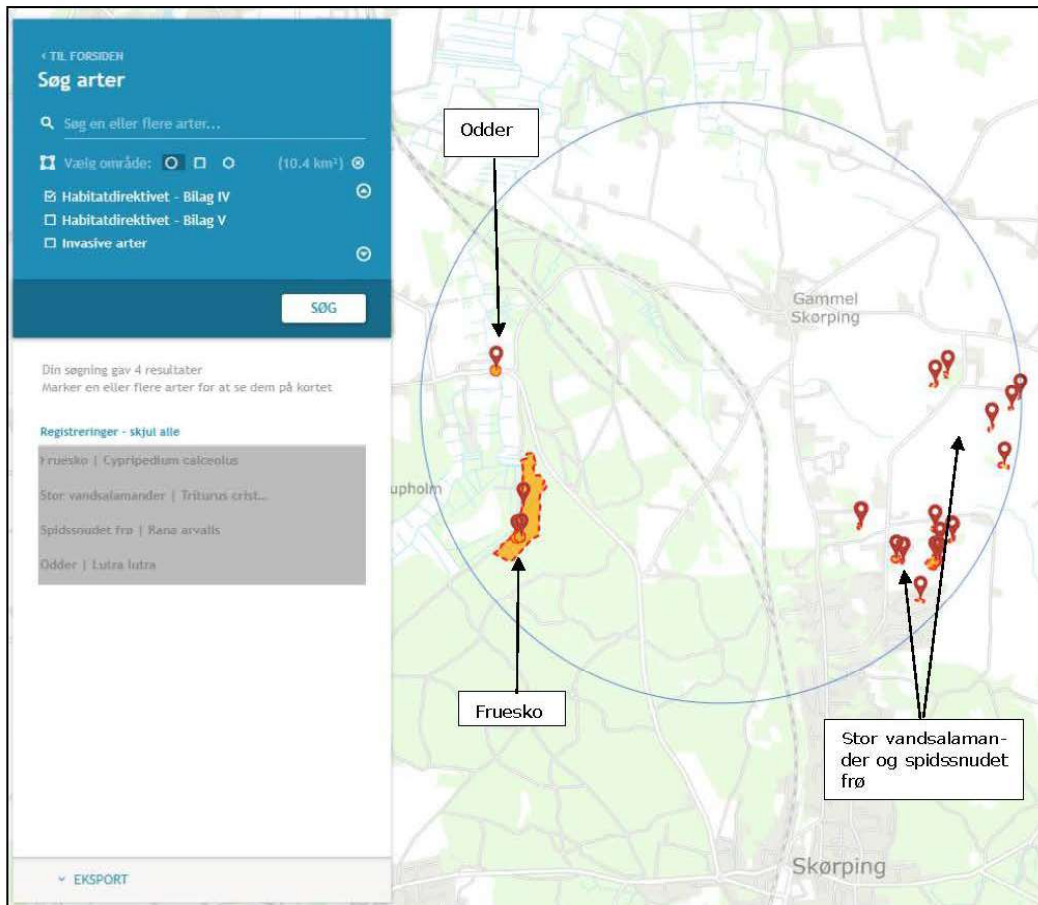 ‹ TIL FORSIDEN
Søg arter
Søg en eller flere arter...
Vælg område: (10.4 km²)
Habitatdirektivet - Bilag IV
Habitatdirektivet - Bilag V
Invasive arter
SØG
Din søgning gav 4 resultater
Marker en eller flere arter for at se dem på kortet
Registreringer - skjul alle
Fruesko | Cypripedium calceolus
Stor vandsalamander | Triturus crist...
Spidssnudet frø | Rana arvalis
Odder | Lutra lutra
EKSPORT
Odder
Gammel
Skørping
upholm
Fruesko
Stor vandsalaman-
der og spidssnudet
frø
Skørping